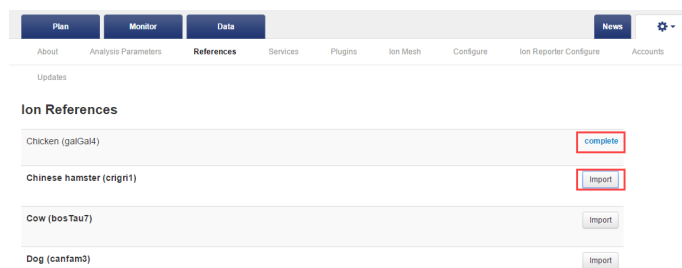 Plan Monitor Data News
About Analysis Parameters References Services Plugins Ion Mesh Configure Ion Reporter Configure Accounts
Updates
Ion References
Chicken (galGal4) complete
Chinese hamster (crigri1) Import
Cow (bosTau7) Import
Dog (canfam3) Import